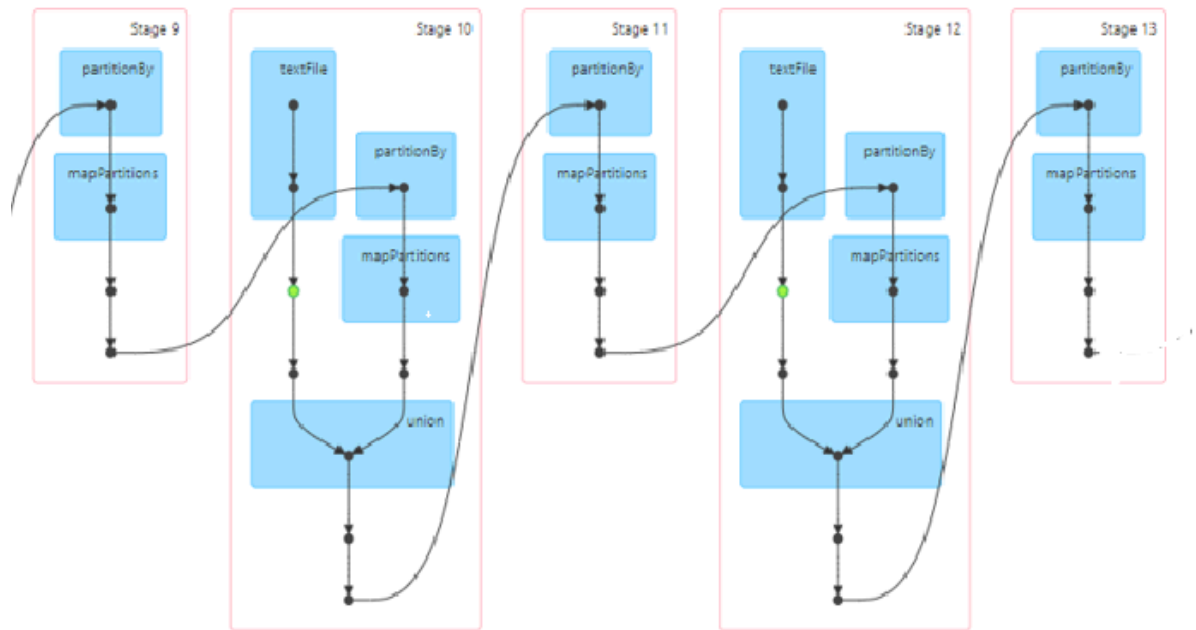 Stage 9
partitionBy
mapPartitions
Stage 10
textFile
partitionBy
mapPartitions
union
Stage 11
partitionBy
mapPartitions
Stage 12
textFile
partitionBy
mapPartitions
union
Stage 13
partitionBy
mapPartitions